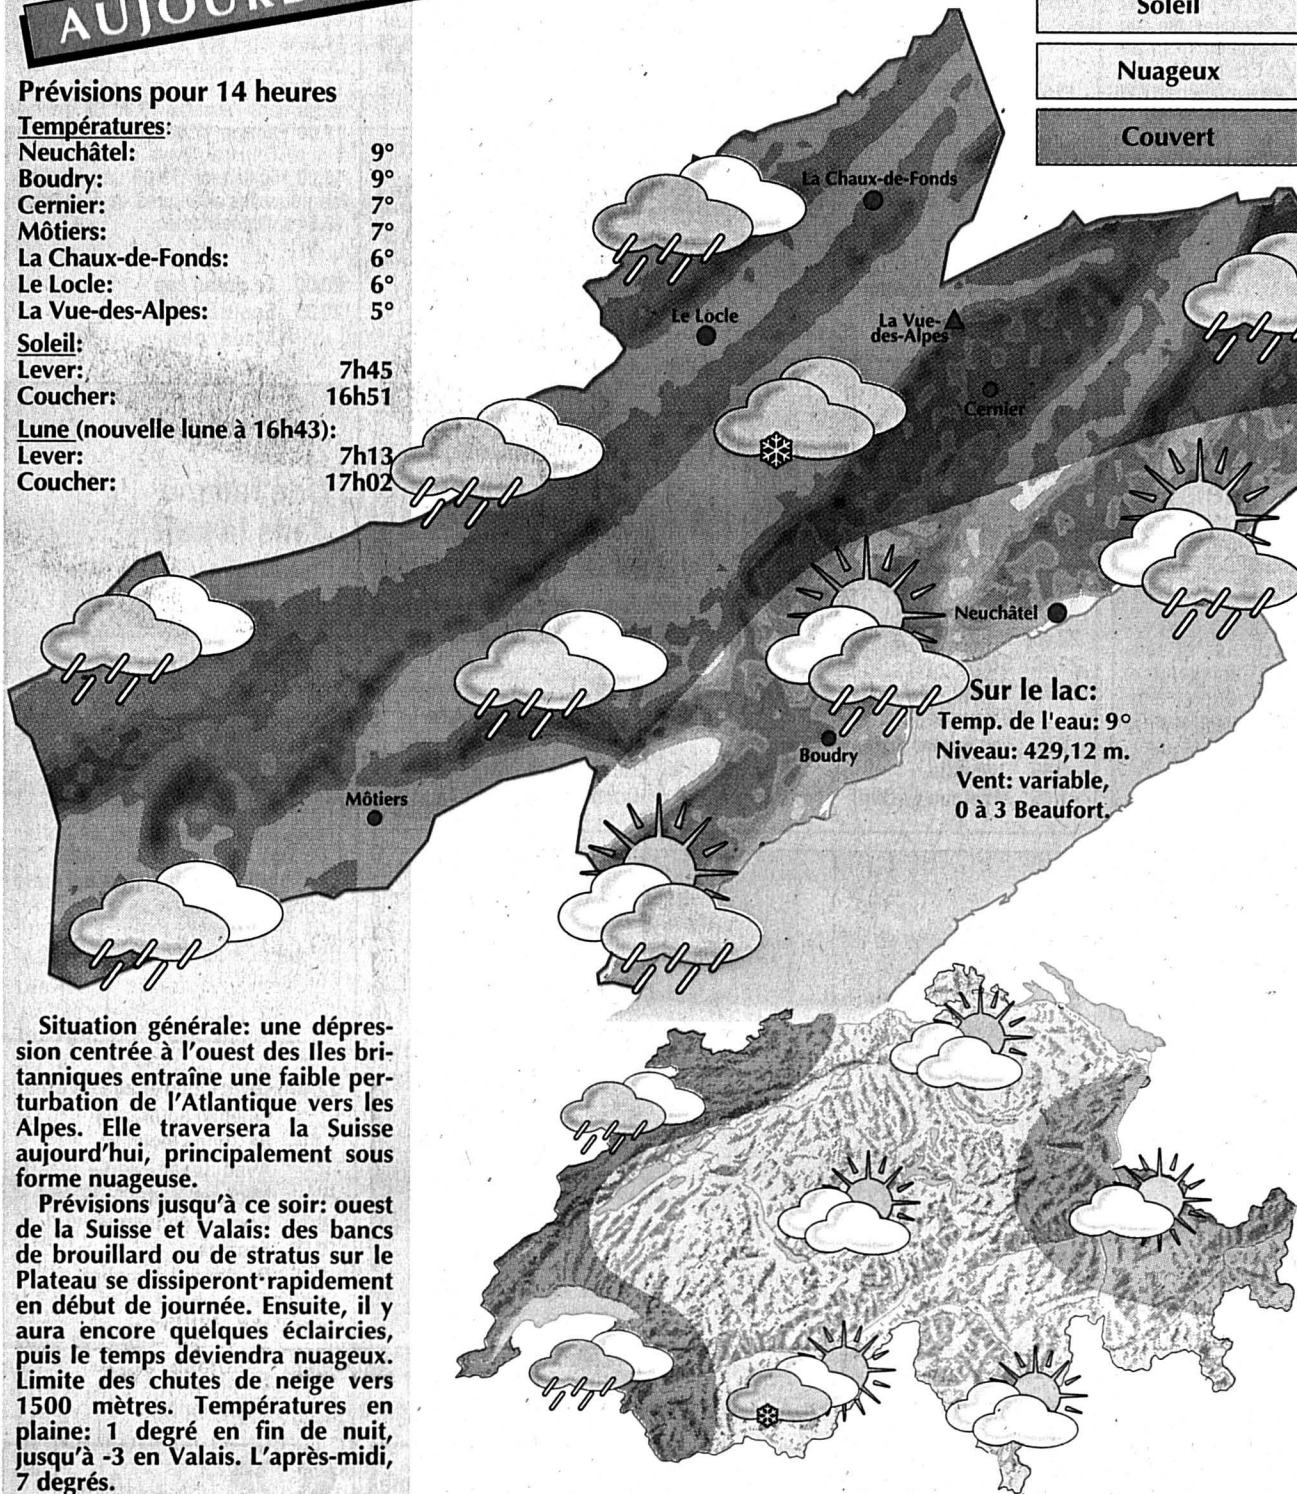 Prévisions pour 14 heures
Températures:
Neuchâtel: 9°
Boudry: 9°
Cernier: 7°
Môtiers: 7°
La Chaux-de-Fonds: 6°
Le Locle: 6°
La Vue-des-Alpes: 5°
Soleil:
Lever: 7h45
Coucher: 16h51
Lune (nouvelle lune à 16h43):
Lever: 7h13
Coucher: 17h02
Soleil
Nuageux
Couvert
La Chaux-de-Fonds
Le Locle
La Vue-
des-Alpes
Cernier
Neuchâtel
Boudry
Môtiers
Sur le lac:
Temp. de l'eau: 9°
Niveau: 429,12 m.
Vent: variable,
0 à 3 Beaufort.
Situation générale: une dépres-
sion centrée à l'ouest des Iles bri-
tanniques entraîne une faible per-
turbation de l'Atlantique vers les
Alpes. Elle traversera la Suisse
aujourd'hui, principalement sous
forme nuageuse.
Prévisions jusqu'à ce soir: ouest
de la Suisse et Valais: des bancs
de brouillard ou de stratus sur le
Plateau se dissiperont rapidement
en début de journée. Ensuite, il y
aura encore quelques éclaircies,
puis le temps deviendra nuageux.
Limite des chutes de neige vers
1500 mètres. Températures en
plaine: 1 degré en fin de nuit,
jusqu'à -3 en Valais. L'après-midi,
7 degrés.